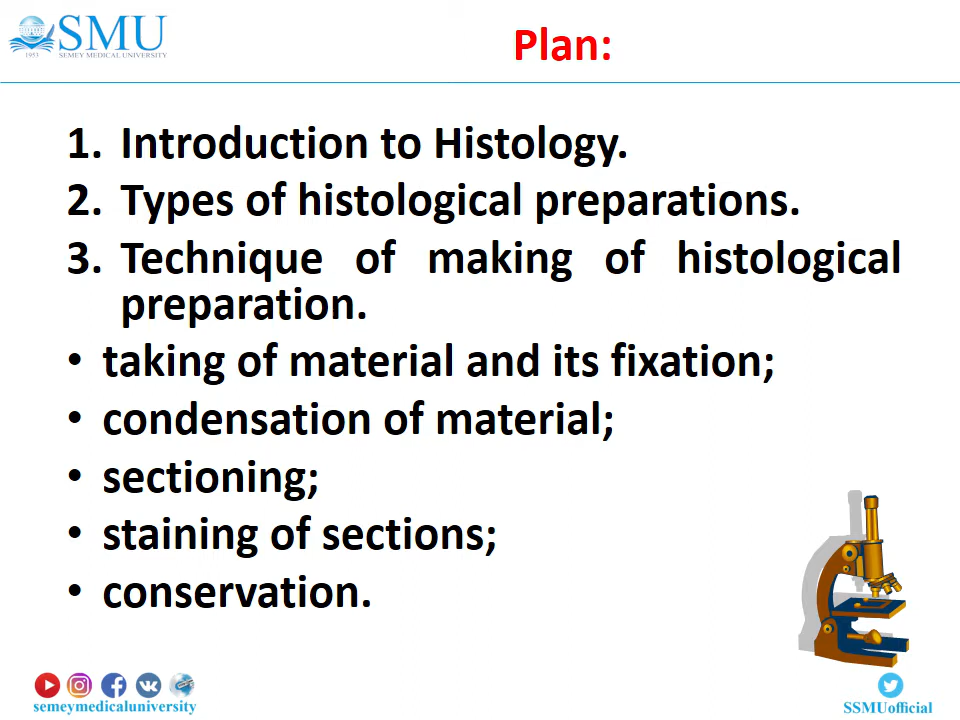 SMU
1953 SEMEY MEDICAL UNIVERSITY
Plan:
1. Introduction to Histology.
2. Types of histological preparations.
3. Technique of making of histological
preparation.
• taking of material and its fixation;
• condensation of material;
• sectioning;
• staining of sections;
• conservation.
semeymedicaluniversity
SSMUofficial